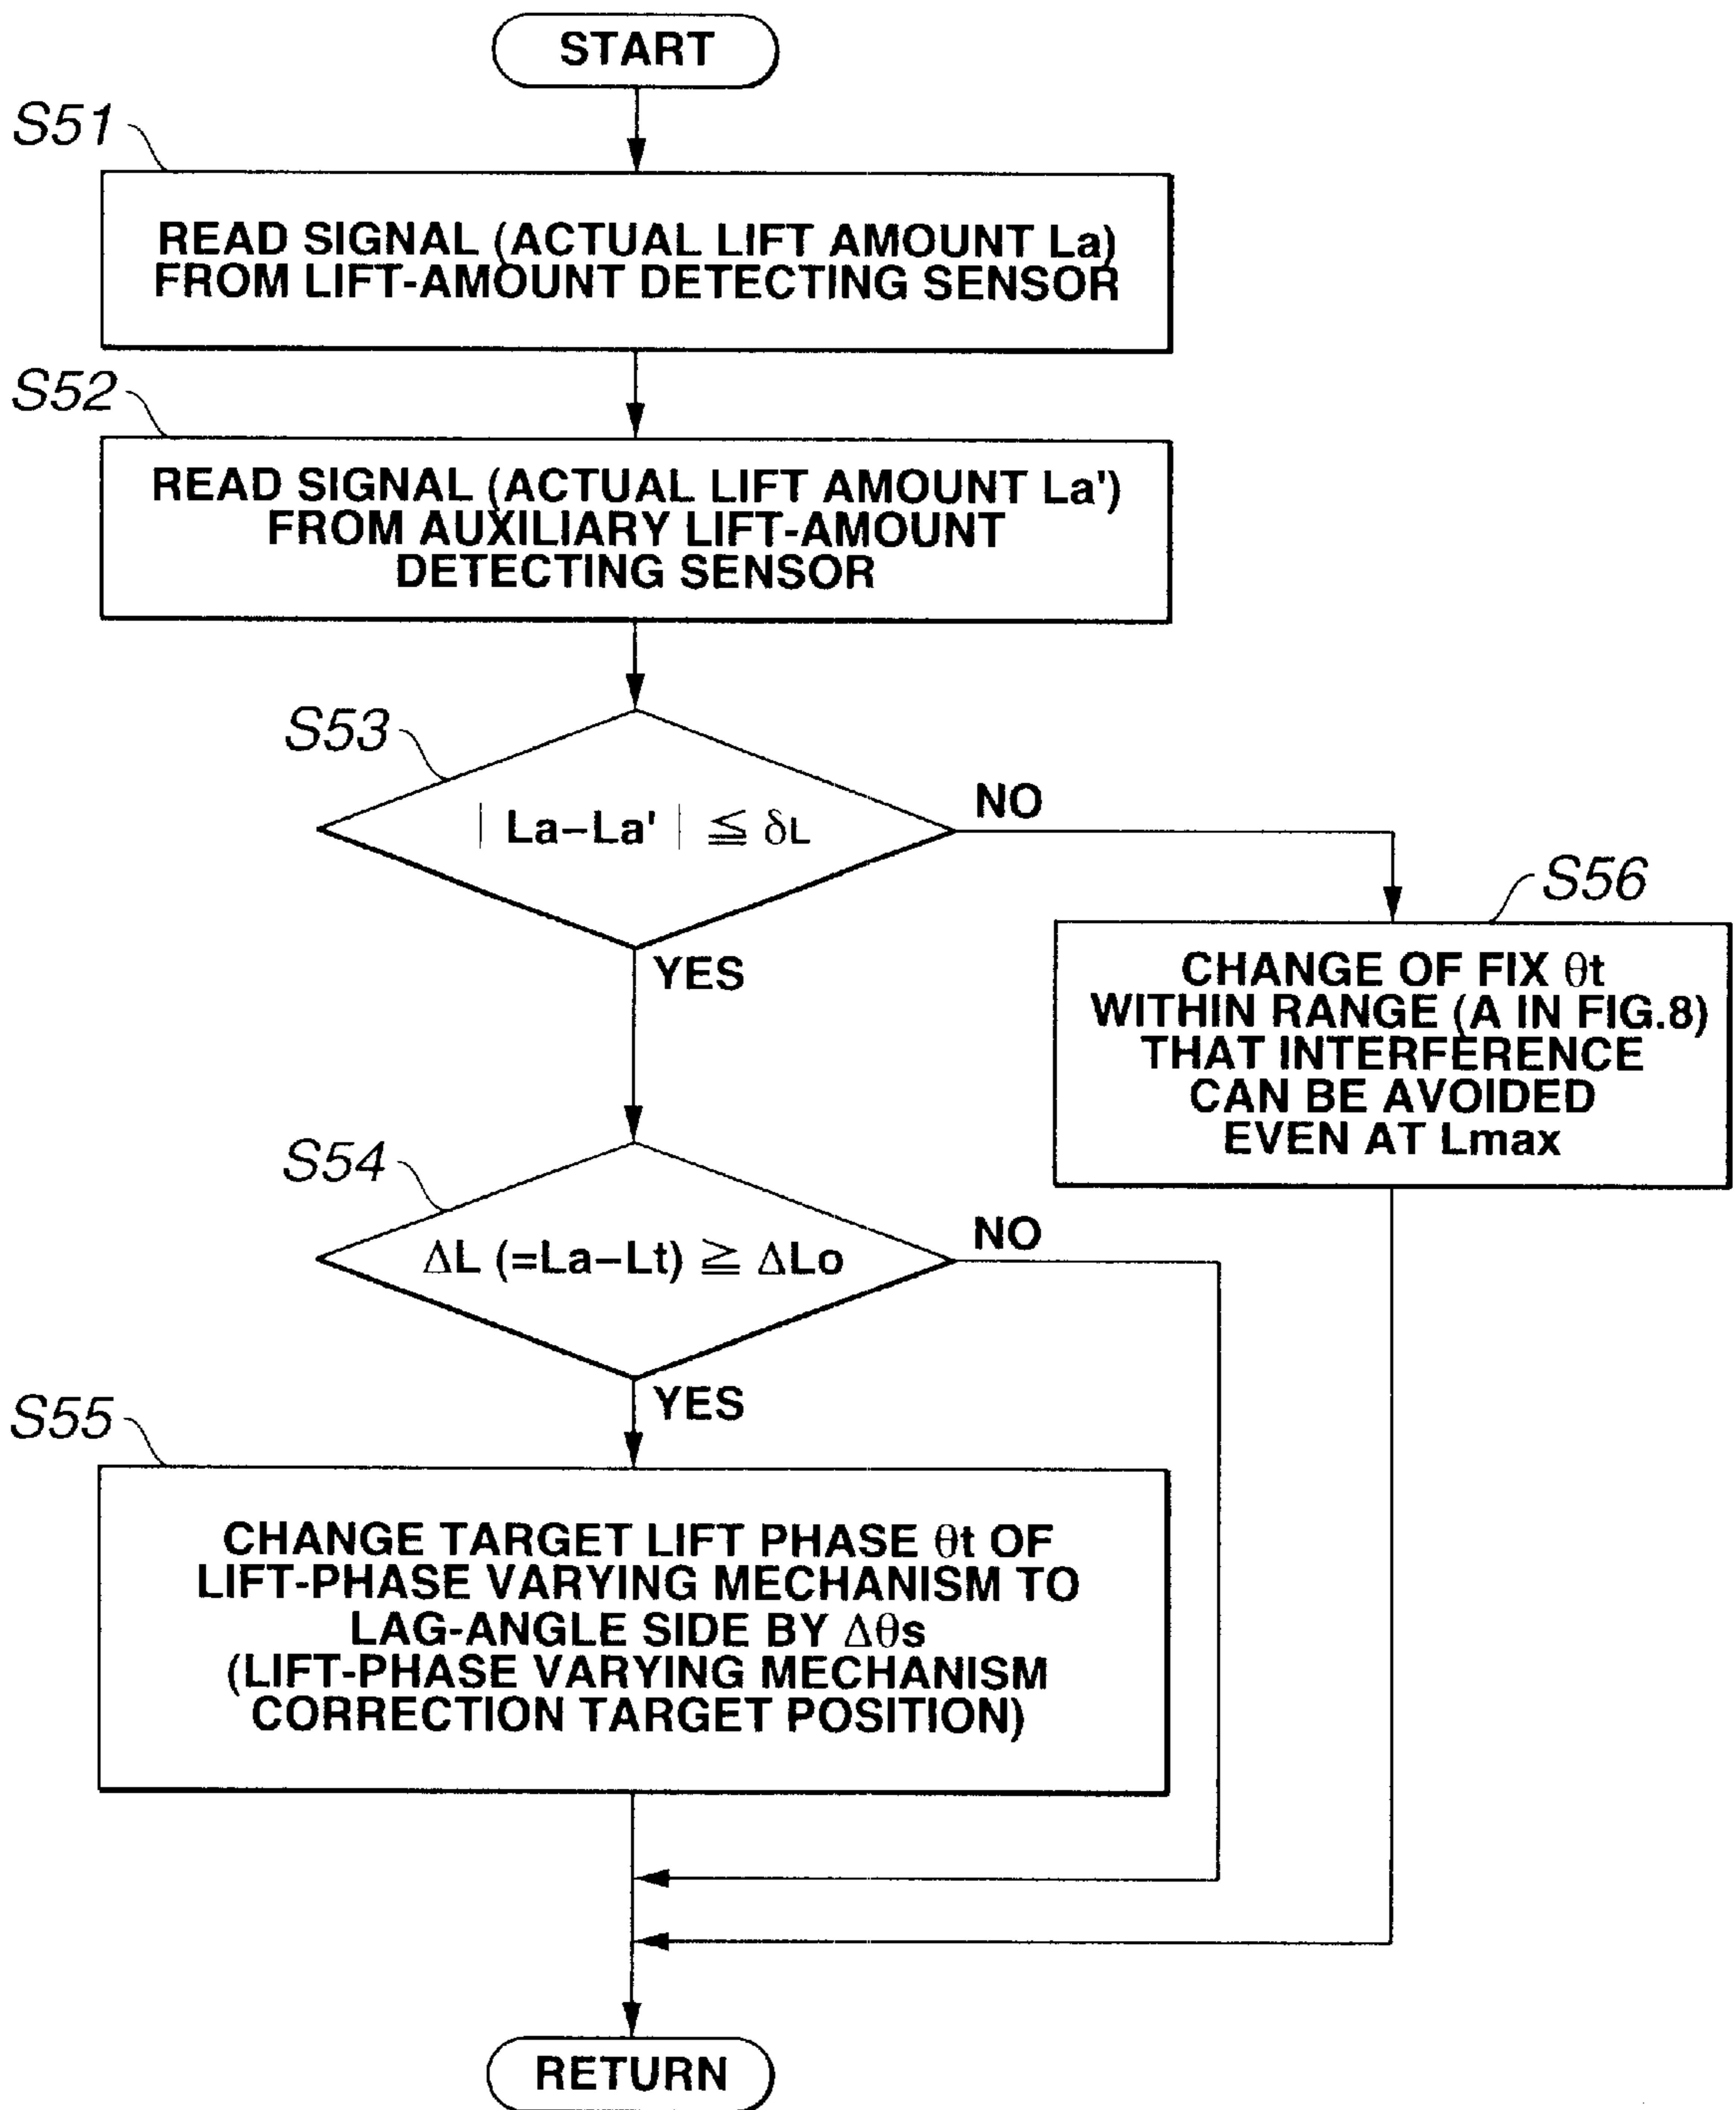 START
S51
READ SIGNAL (ACTUAL LIFT AMOUNT La)
FROM LIFT-AMOUNT DETECTING SENSOR
S52
READ SIGNAL (ACTUAL LIFT AMOUNT La')
FROM AUXILIARY LIFT-AMOUNT
DETECTING SENSOR
S53
| La−La' | ≦ δL
NO
YES
S56
CHANGE OF FIX θt
WITHIN RANGE (A IN FIG.8)
THAT INTERFERENCE
CAN BE AVOIDED
EVEN AT Lmax
S54
ΔL (=La−Lt) ≧ ΔLo
NO
YES
S55
CHANGE TARGET LIFT PHASE θt OF
LIFT-PHASE VARYING MECHANISM TO
LAG-ANGLE SIDE BY Δθs
(LIFT-PHASE VARYING MECHANISM
CORRECTION TARGET POSITION)
RETURN